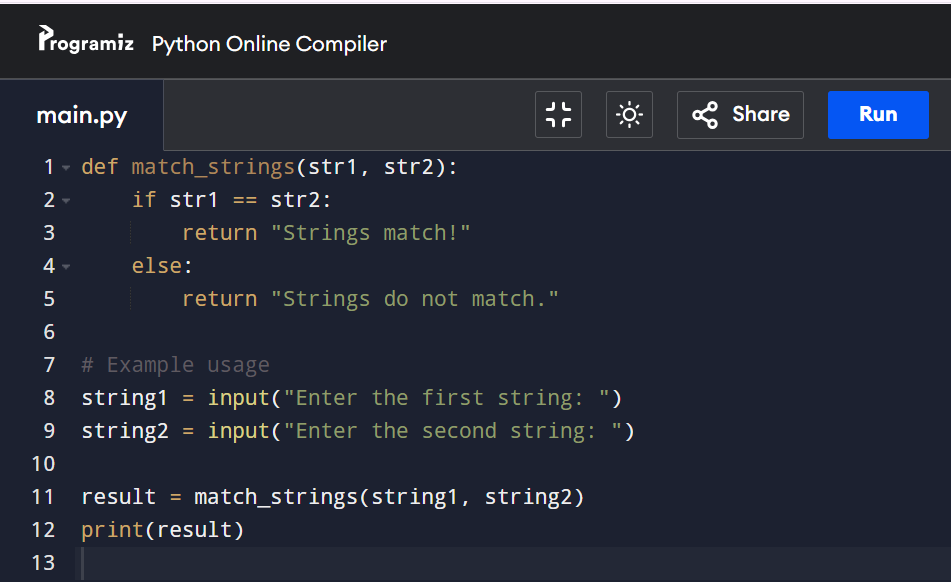 Programiz Python Online Compiler
main.py Share Run
1 def match_strings(str1, str2):
2     if str1 == str2:
3         return "Strings match!"
4     else:
5         return "Strings do not match."
6
7 # Example usage
8 string1 = input("Enter the first string: ")
9 string2 = input("Enter the second string: ")
10
11 result = match_strings(string1, string2)
12 print(result)
13